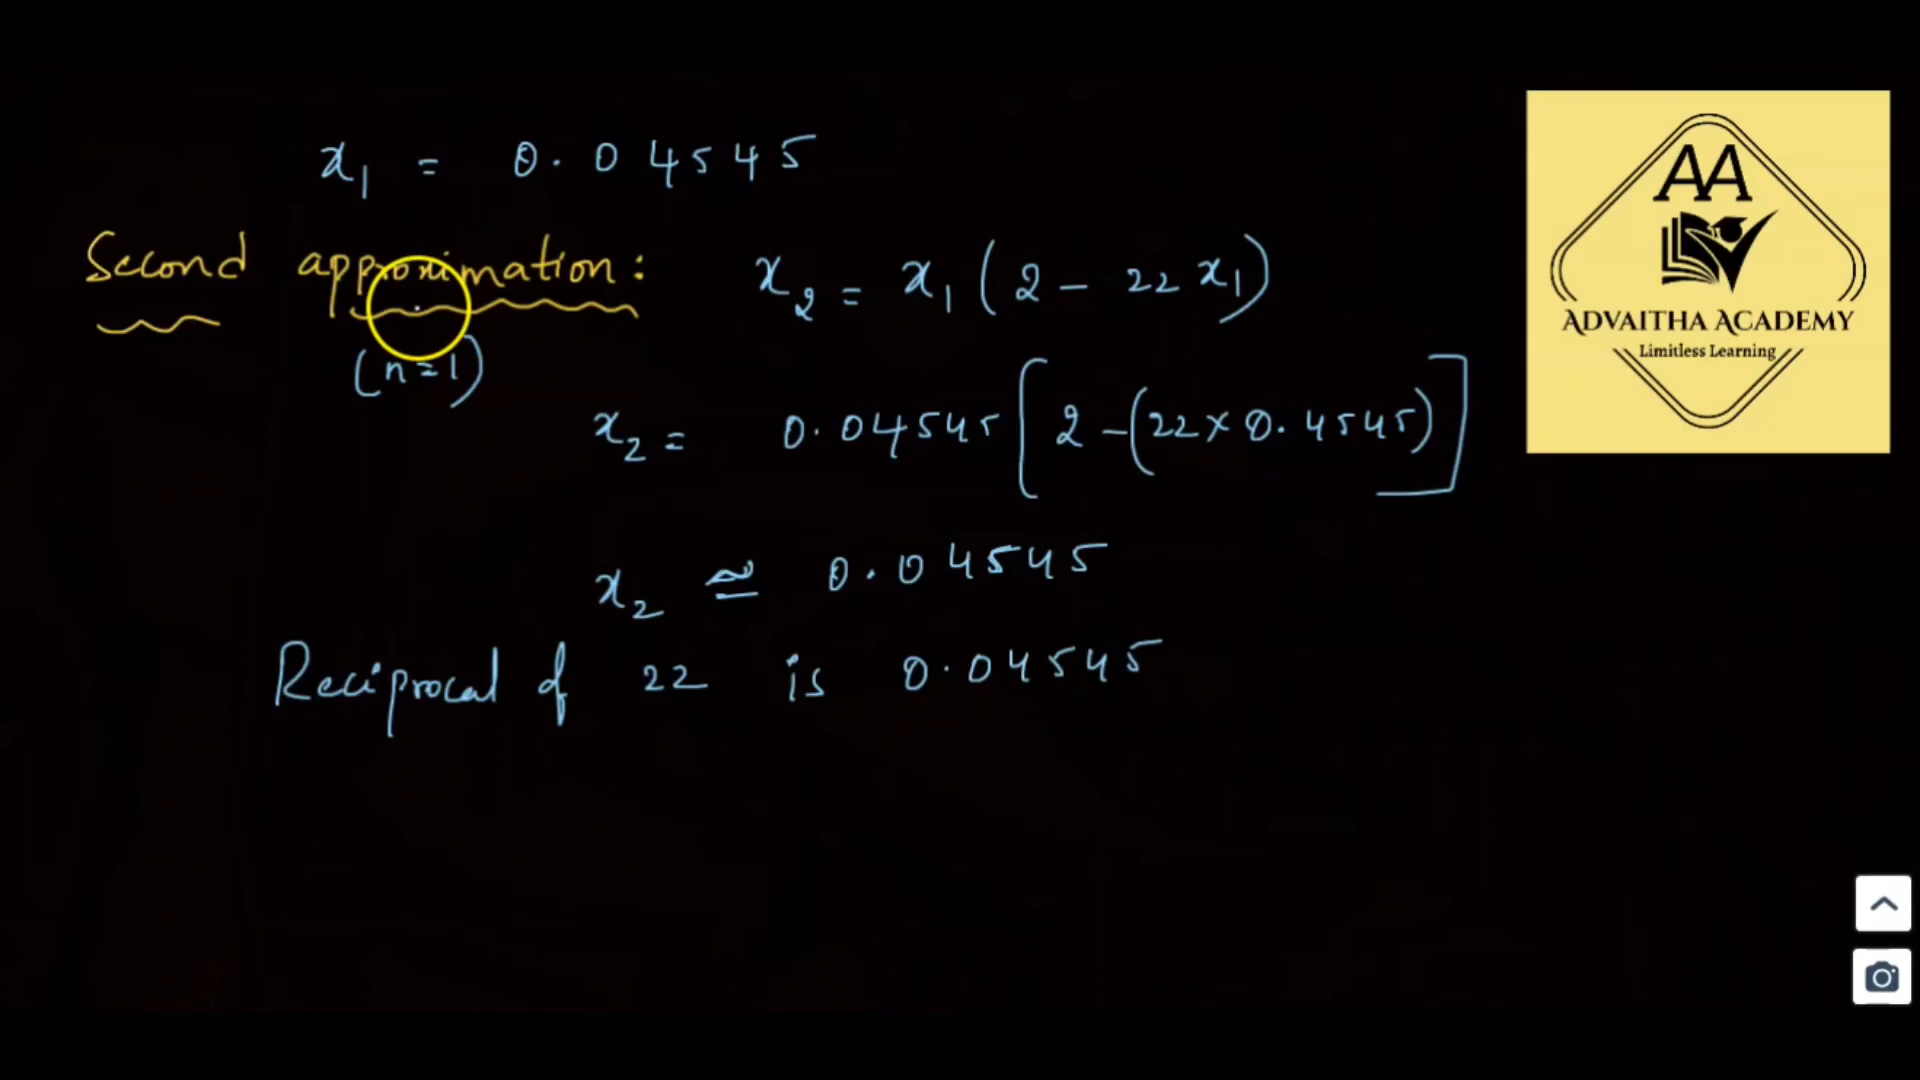 x₁ = 0.04545
Second approximation: x₂ = x₁ (2 - 22 x₁)
(n=1)
x₂ = 0.04545 [2 - (22 × 0.4545)]
x₂ ≅ 0.04545
Reciprocal of 22 is 0.04545
AA
ADVAITHA ACADEMY
Limitless Learning